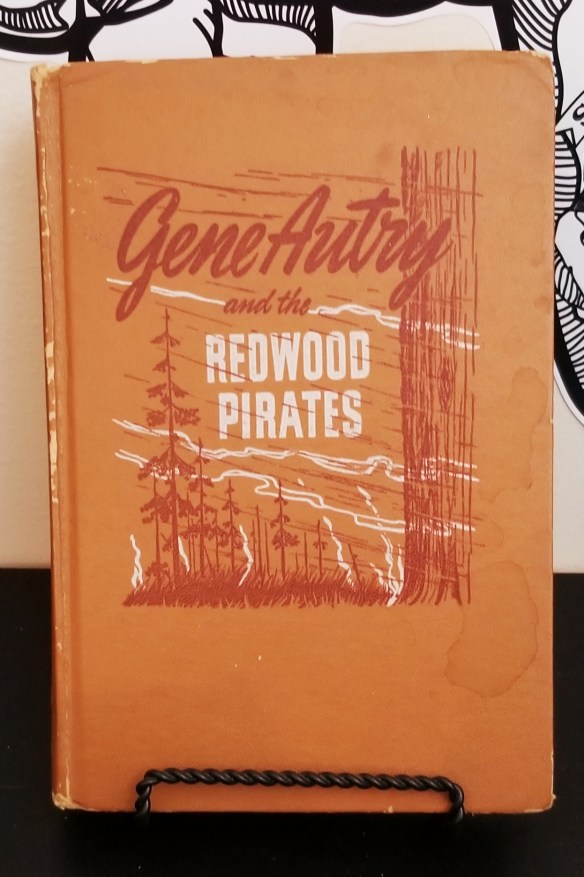 Gene Autry
and the
REDWOOD
PIRATES